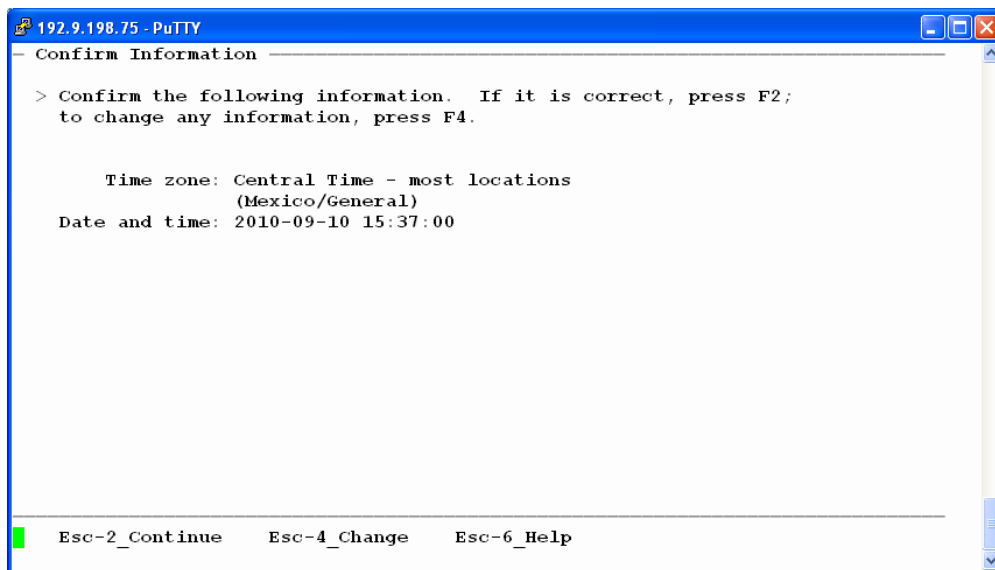 192.9.198.75 - PuTTY
Confirm Information
> Confirm the following information.  If it is correct, press F2;
to change any information, press F4.
Time zone: Central Time - most locations
(Mexico/General)
Date and time: 2010-09-10 15:37:00
Esc-2_Continue    Esc-4_Change    Esc-6_Help